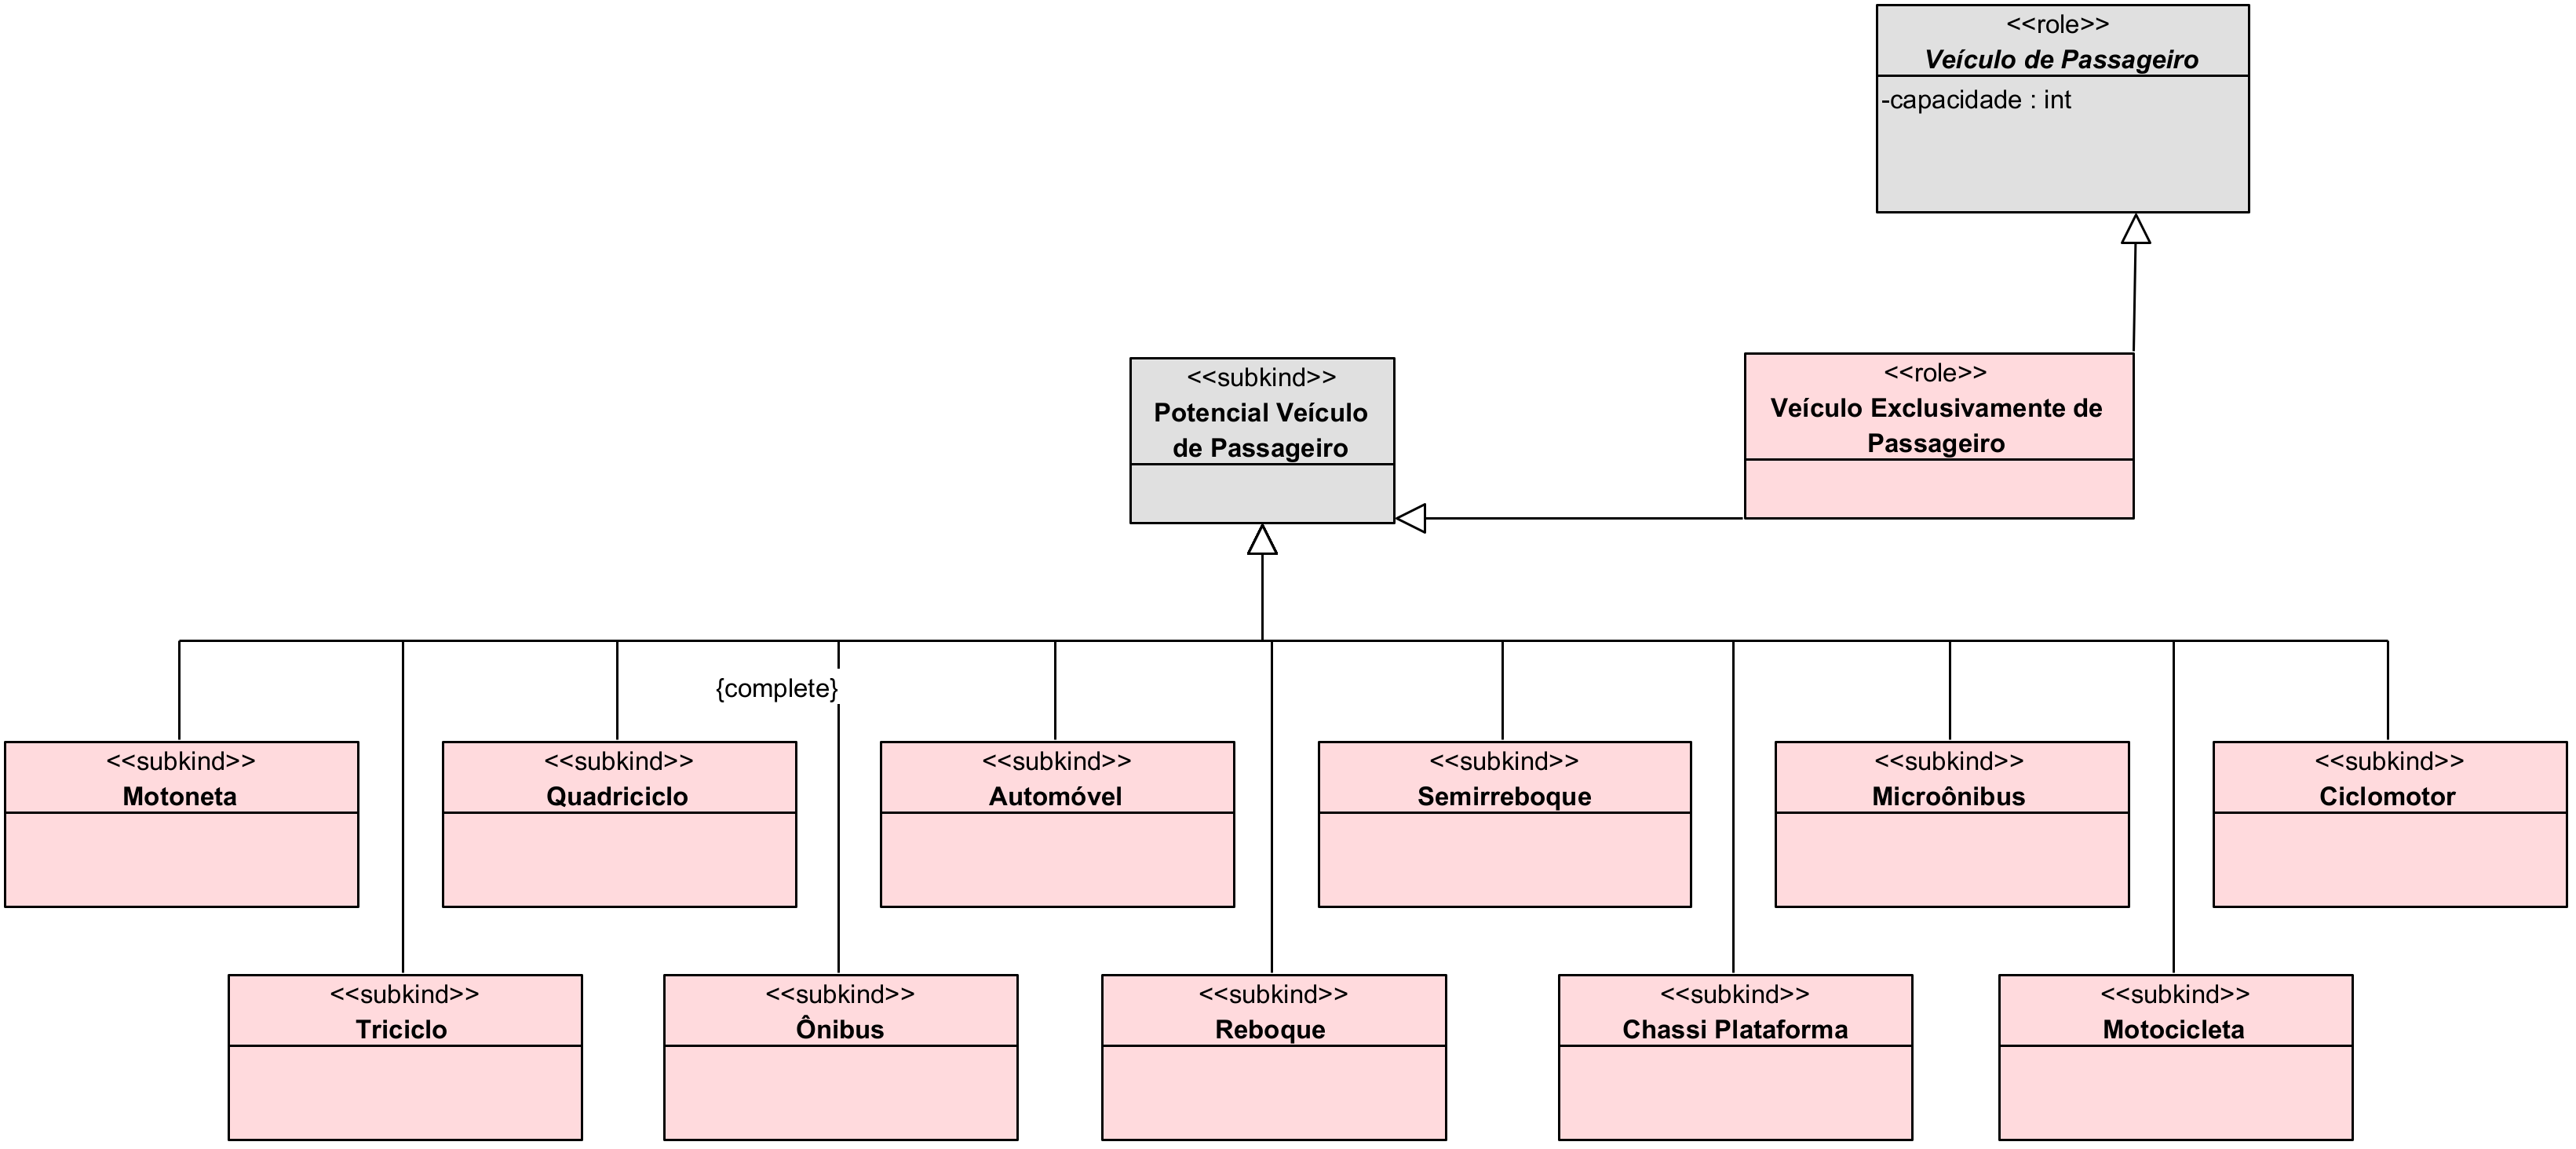 <<role>>
Veículo de Passageiro
-capacidade : int
<<subkind>>
Potencial Veículo
de Passageiro
<<role>>
Veículo Exclusivamente de
Passageiro
{complete}
<<subkind>>
Motoneta
<<subkind>>
Quadriciclo
<<subkind>>
Automóvel
<<subkind>>
Semirreboque
<<subkind>>
Microônibus
<<subkind>>
Ciclomotor
<<subkind>>
Triciclo
<<subkind>>
Ônibus
<<subkind>>
Reboque
<<subkind>>
Chassi Plataforma
<<subkind>>
Motocicleta